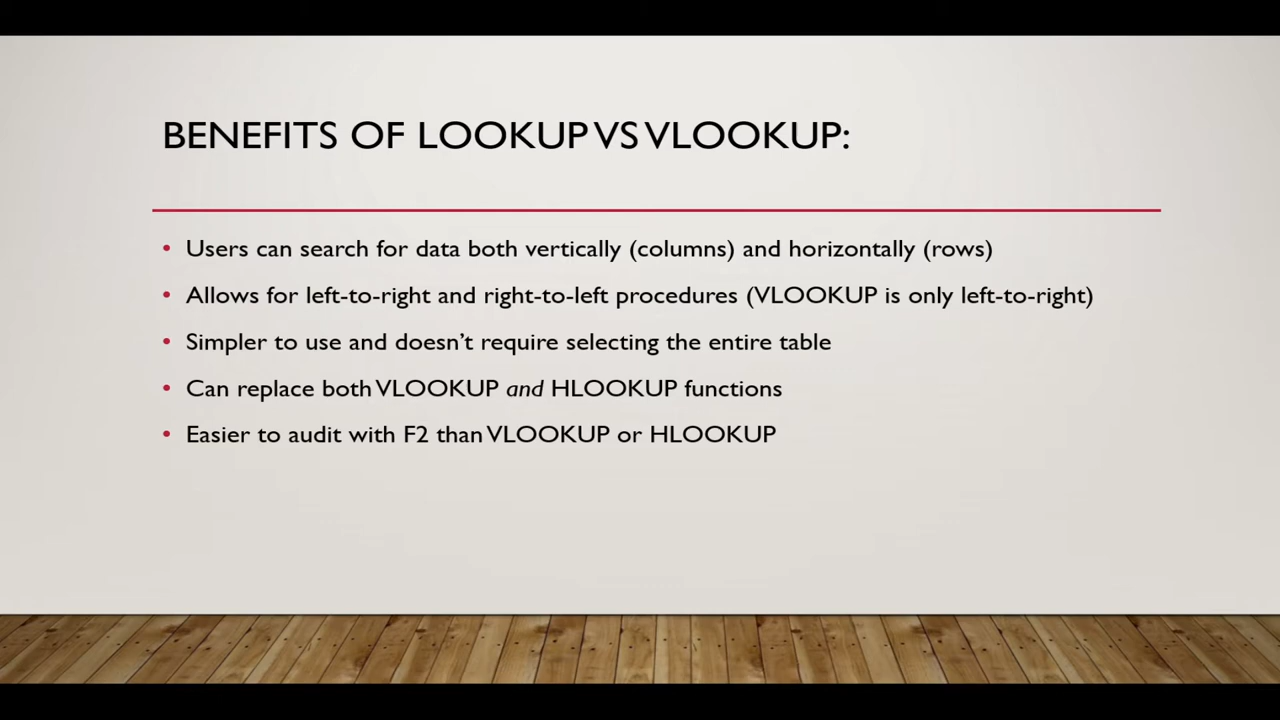 BENEFITS OF LOOKUP VS VLOOKUP:
• Users can search for data both vertically (columns) and horizontally (rows)
• Allows for left-to-right and right-to-left procedures (VLOOKUP is only left-to-right)
• Simpler to use and doesn’t require selecting the entire table
• Can replace both VLOOKUP and HLOOKUP functions
• Easier to audit with F2 than VLOOKUP or HLOOKUP